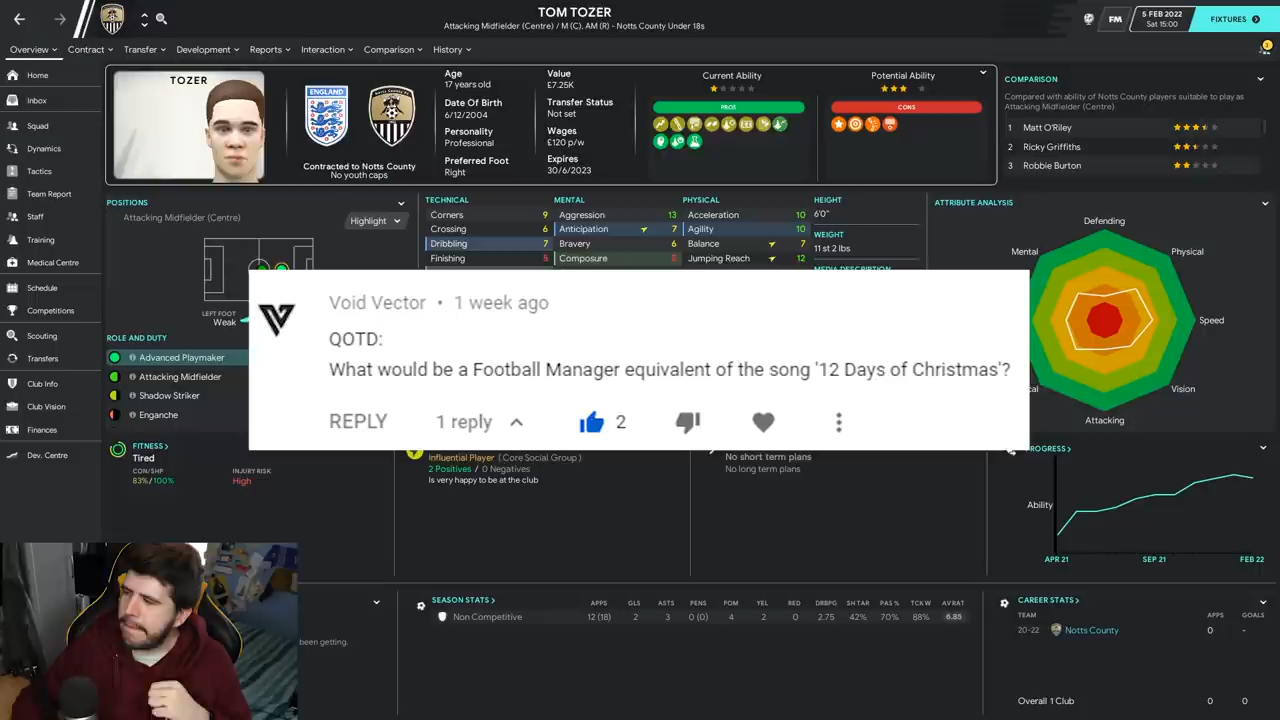 TOM TOZER
Attacking Midfielder (Centre) / M (C), AM (R) - Notts County Under 18s
FM
5 FEB 2022
Sat 15:00
FIXTURES
Overview
Contract
Transfer
Development
Reports
Interaction
Comparison
History
Home
Inbox
Squad
Dynamics
Tactics
Team Report
Staff
Training
Medical Centre
Schedule
Competitions
Scouting
Transfers
Club Info
Club Vision
Finances
Dev. Centre
TOZER
ENGLAND
Age
17 years old
Date Of Birth
6/12/2004
Personality
Professional
Preferred Foot
Right
Contracted to Notts County
No youth caps
Value
£7.25K
Transfer Status
Not set
Wages
£120 p/w
Expires
30/6/2023
Current Ability
PROS
Potential Ability
CONS
COMPARISON
Compared with ability of Notts County players suitable to play as
Attacking Midfielder (Centre)
1 Matt O'Riley
2 Ricky Griffiths
3 Robbie Burton
POSITIONS
Attacking Midfielder (Centre)
Highlight
LEFT FOOT
Weak
TECHNICAL
Corners 9
Crossing 6
Dribbling 7
Finishing 5
MENTAL
Aggression 13
Anticipation 7
Bravery 6
Composure
PHYSICAL
Acceleration 10
Agility 10
Balance 7
Jumping Reach 12
HEIGHT
6'0"
WEIGHT
11 st 2 lbs
MEDIA DESCRIPTION
ATTRIBUTE ANALYSIS
Defending
Mental
Physical
Speed
Vision
Attacking
Void Vector • 1 week ago
QOTD:
What would be a Football Manager equivalent of the song '12 Days of Christmas'?
REPLY
1 reply
2
ROLE AND DUTY
Advanced Playmaker
Attacking Midfielder
Shadow Striker
Enganche
FITNESS
Tired
CON/SHP
83%/100%
INJURY RISK
High
Influential Player (Core Social Group)
2 Positives / 0 Negatives
Is very happy to be at the club
No short term plans
No long term plans
PROGRESS
Ability
APR 21
SEP 21
FEB 22
been getting.
SEASON STATS
APPS GLS ASTS PENS POM YEL RED DRBPG SH TAR PAS % TCK W AV RAT
Non Competitive 12 (18) 2 3 0 (0) 4 2 0 2.75 42% 70% 88% 6.85
CAREER STATS
TEAM APPS GOALS
20-22 Notts County 0 -
Overall 1 Club 0 0